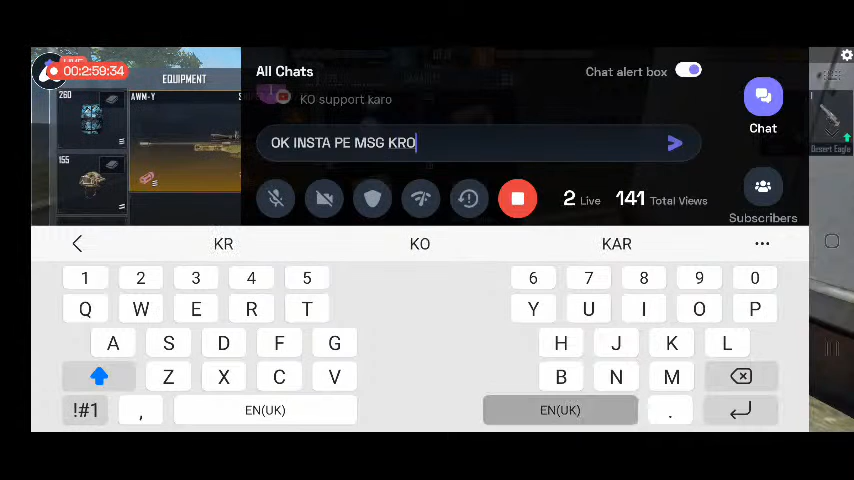 00:2:59:34
EQUIPMENT
260
AWM-Y
155
All Chats
Chat alert box
KO support karo
OK INSTA PE MSG KRO
Chat
Desert Eagle
2 Live
141 Total Views
Subscribers
KR KO KAR
1 2 3 4 5 6 7 8 9 0
Q W E R T Y U I O P
A S D F G H J K L
Z X C V B N M
!#1 , EN(UK) EN(UK) .